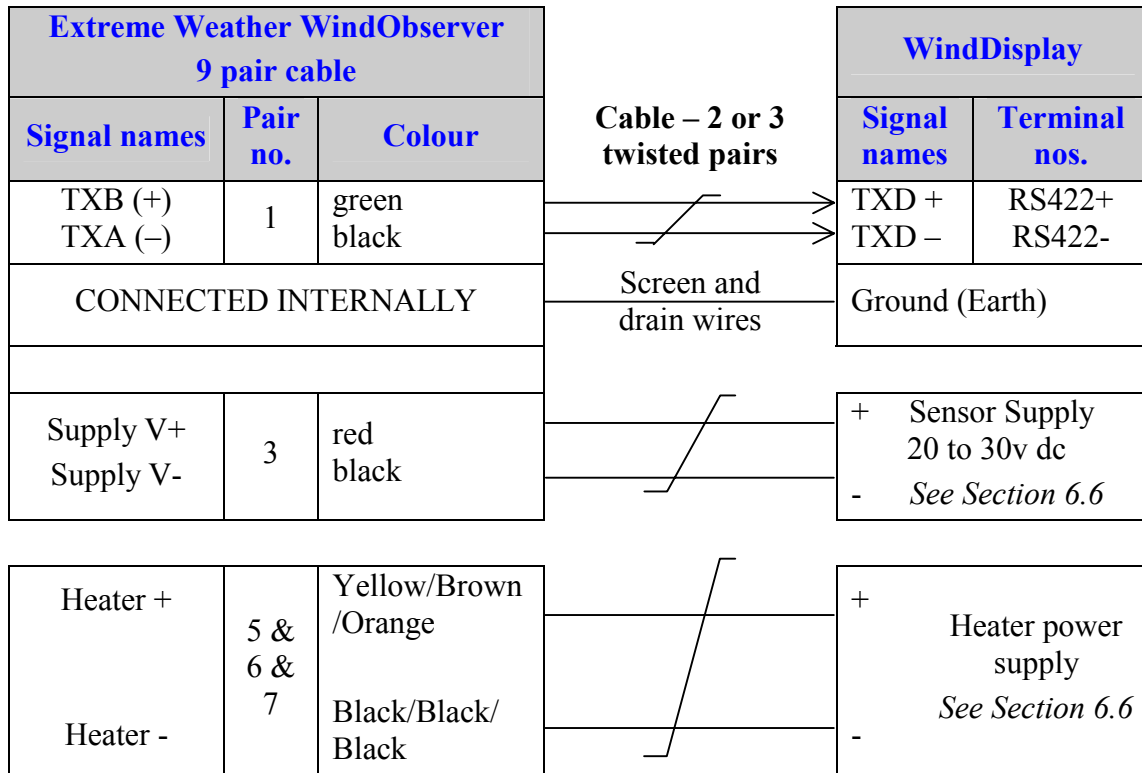 Extreme Weather WindObserver
9 pair cable
WindDisplay
Signal names
Pair
no.
Colour
Cable – 2 or 3
twisted pairs
Signal
names
Terminal
nos.
TXB (+)
TXA (–)
1
green
black
TXD +
TXD –
RS422+
RS422-
CONNECTED INTERNALLY
Screen and
drain wires
Ground (Earth)
Supply V+
Supply V-
3
red
black
+ Sensor Supply
20 to 30v dc
- See Section 6.6
Heater +
Heater -
5 &
6 &
7
Yellow/Brown
/Orange
Black/Black/
Black
+
Heater power
supply
See Section 6.6
-